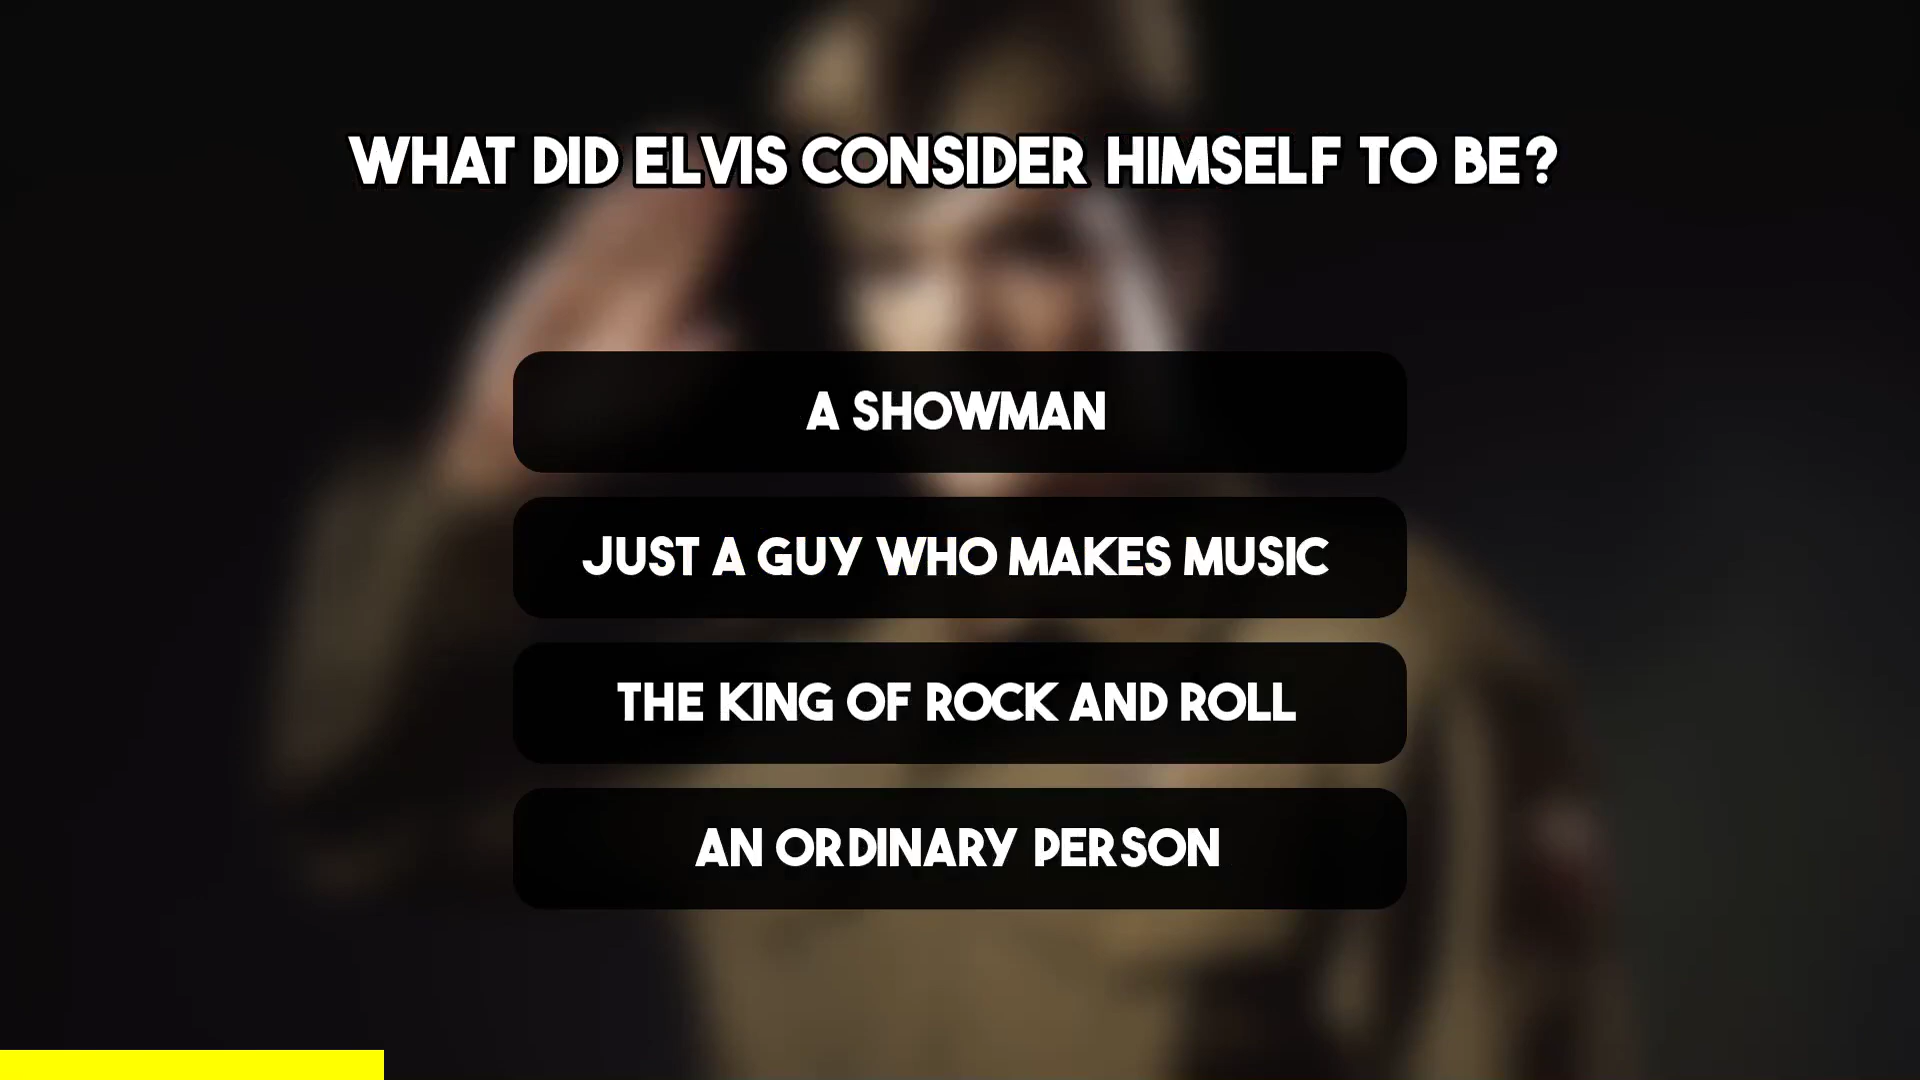 WHAT DID ELVIS CONSIDER HIMSELF TO BE?
A SHOWMAN
JUST A GUY WHO MAKES MUSIC
THE KING OF ROCK AND ROLL
AN ORDINARY PERSON